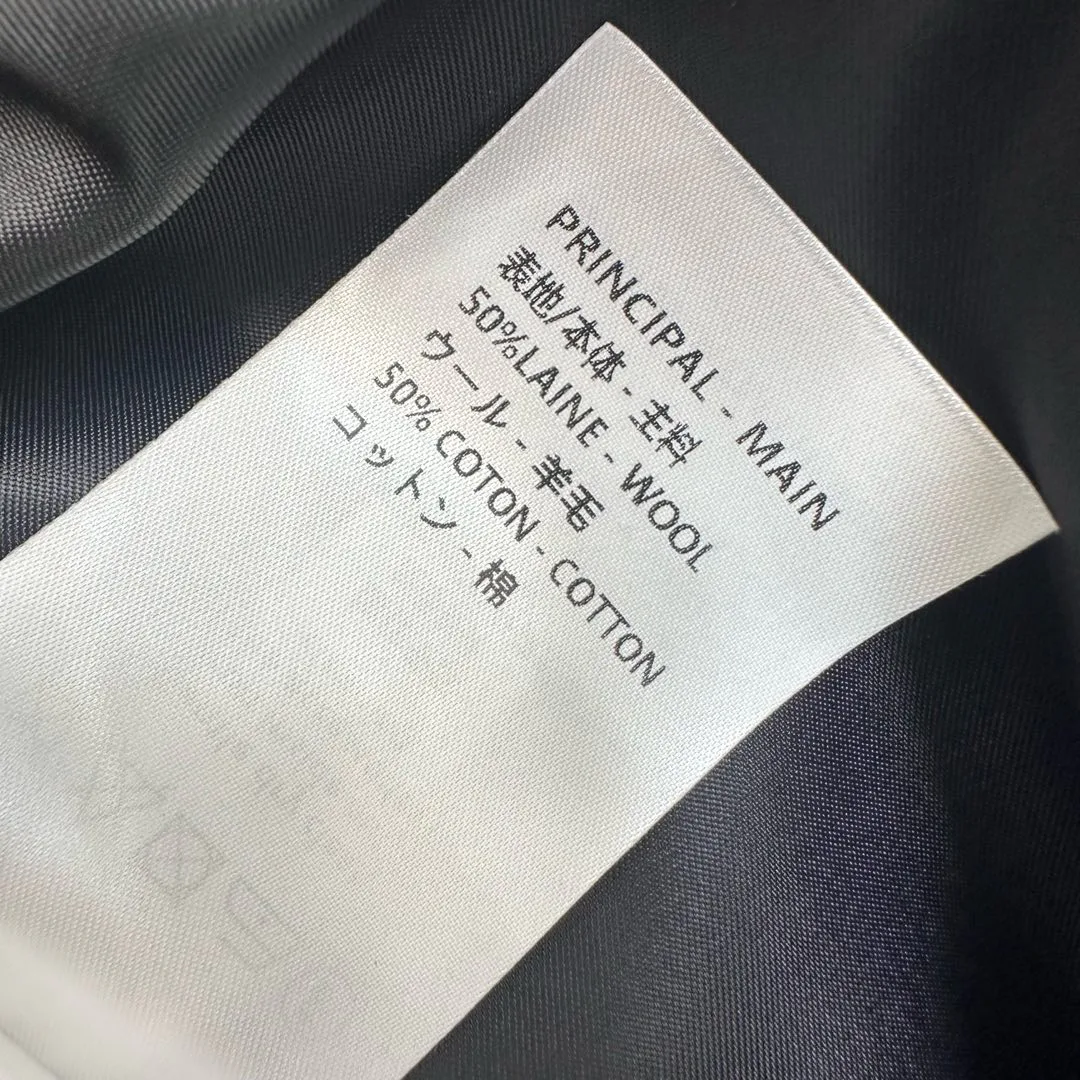 PRINCIPAL - MAIN
表地/本体 - 主料
50%LAINE - WOOL
ウール - 羊毛
50% COTON - COTTON
コットン - 棉